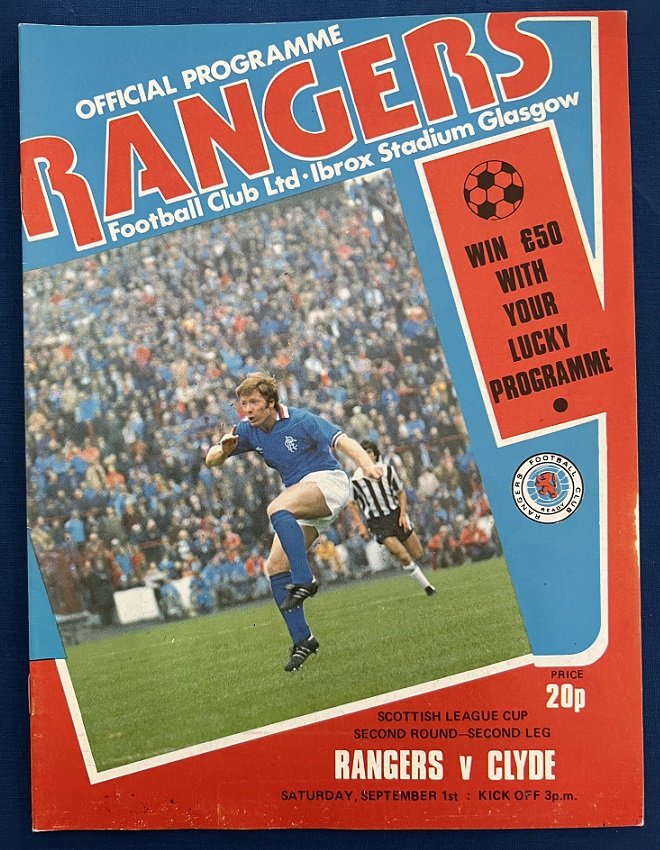 OFFICIAL PROGRAMME
RANGERS
Football Club Ltd · Ibrox Stadium Glasgow
WIN £50
WITH
YOUR
LUCKY
PROGRAMME
RANGERS FOOTBALL CLUB
READY
PRICE
20p
SCOTTISH LEAGUE CUP
SECOND ROUND—SECOND LEG
RANGERS v CLYDE
SATURDAY, SEPTEMBER 1st : KICK OFF 3p.m.